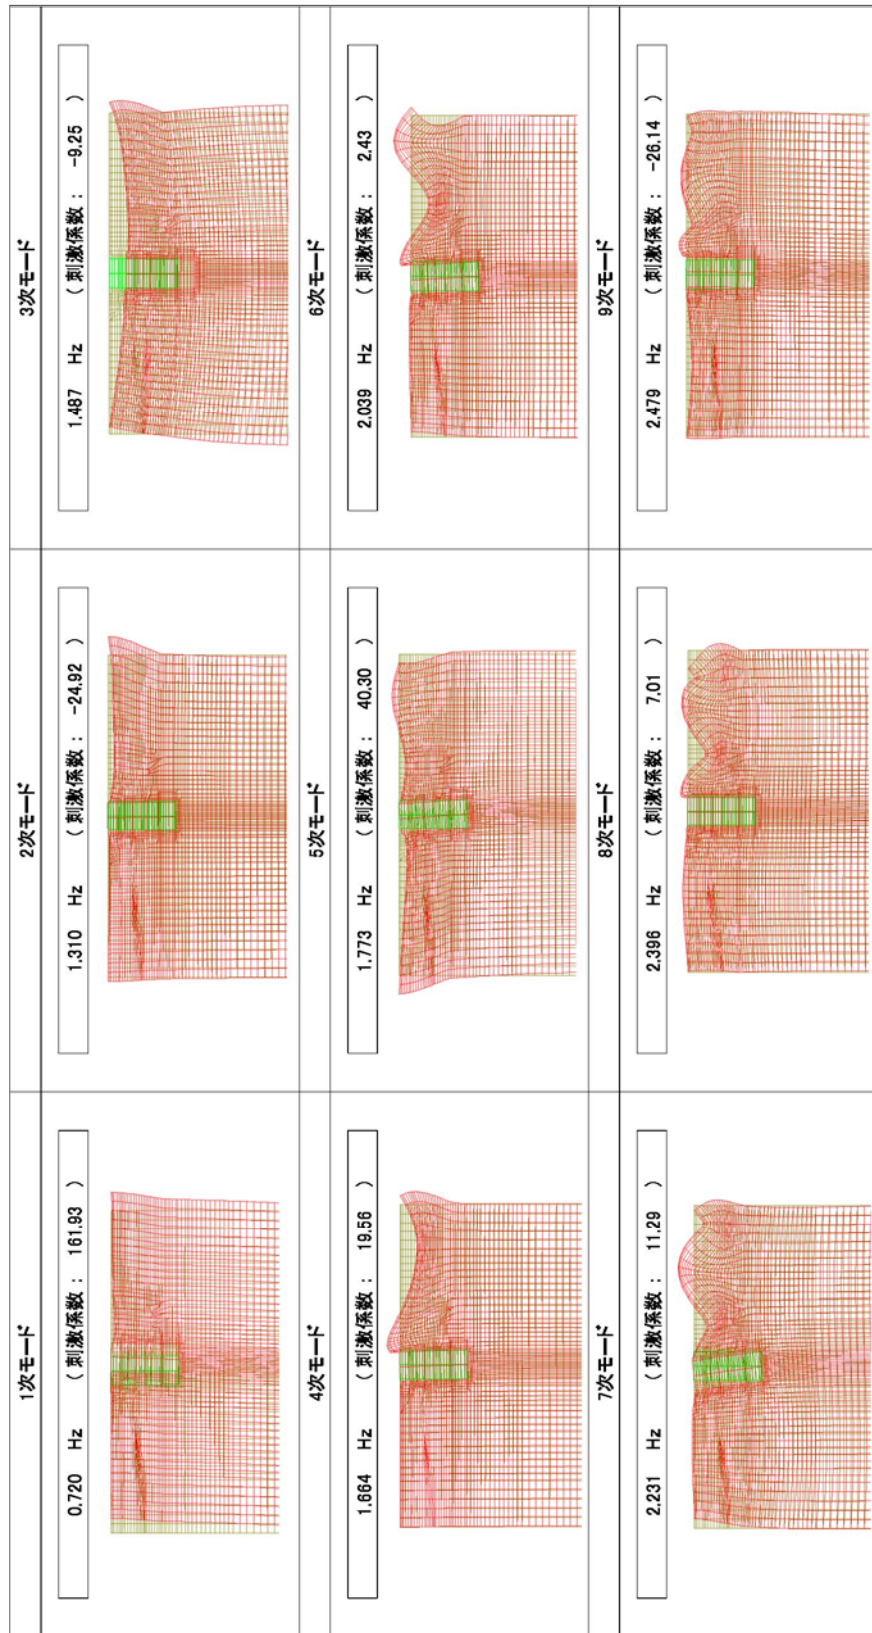 1次モード
0.720 Hz ( 刺激係数 : 161.93 )
2次モード
1.310 Hz ( 刺激係数 : -24.92 )
3次モード
1.487 Hz ( 刺激係数 : -9.25 )
4次モード
1.664 Hz ( 刺激係数 : 19.56 )
5次モード
1.773 Hz ( 刺激係数 : 40.30 )
6次モード
2.039 Hz ( 刺激係数 : 2.43 )
7次モード
2.231 Hz ( 刺激係数 : 11.29 )
8次モード
2.396 Hz ( 刺激係数 : 7.01 )
9次モード
2.479 Hz ( 刺激係数 : -26.14 )